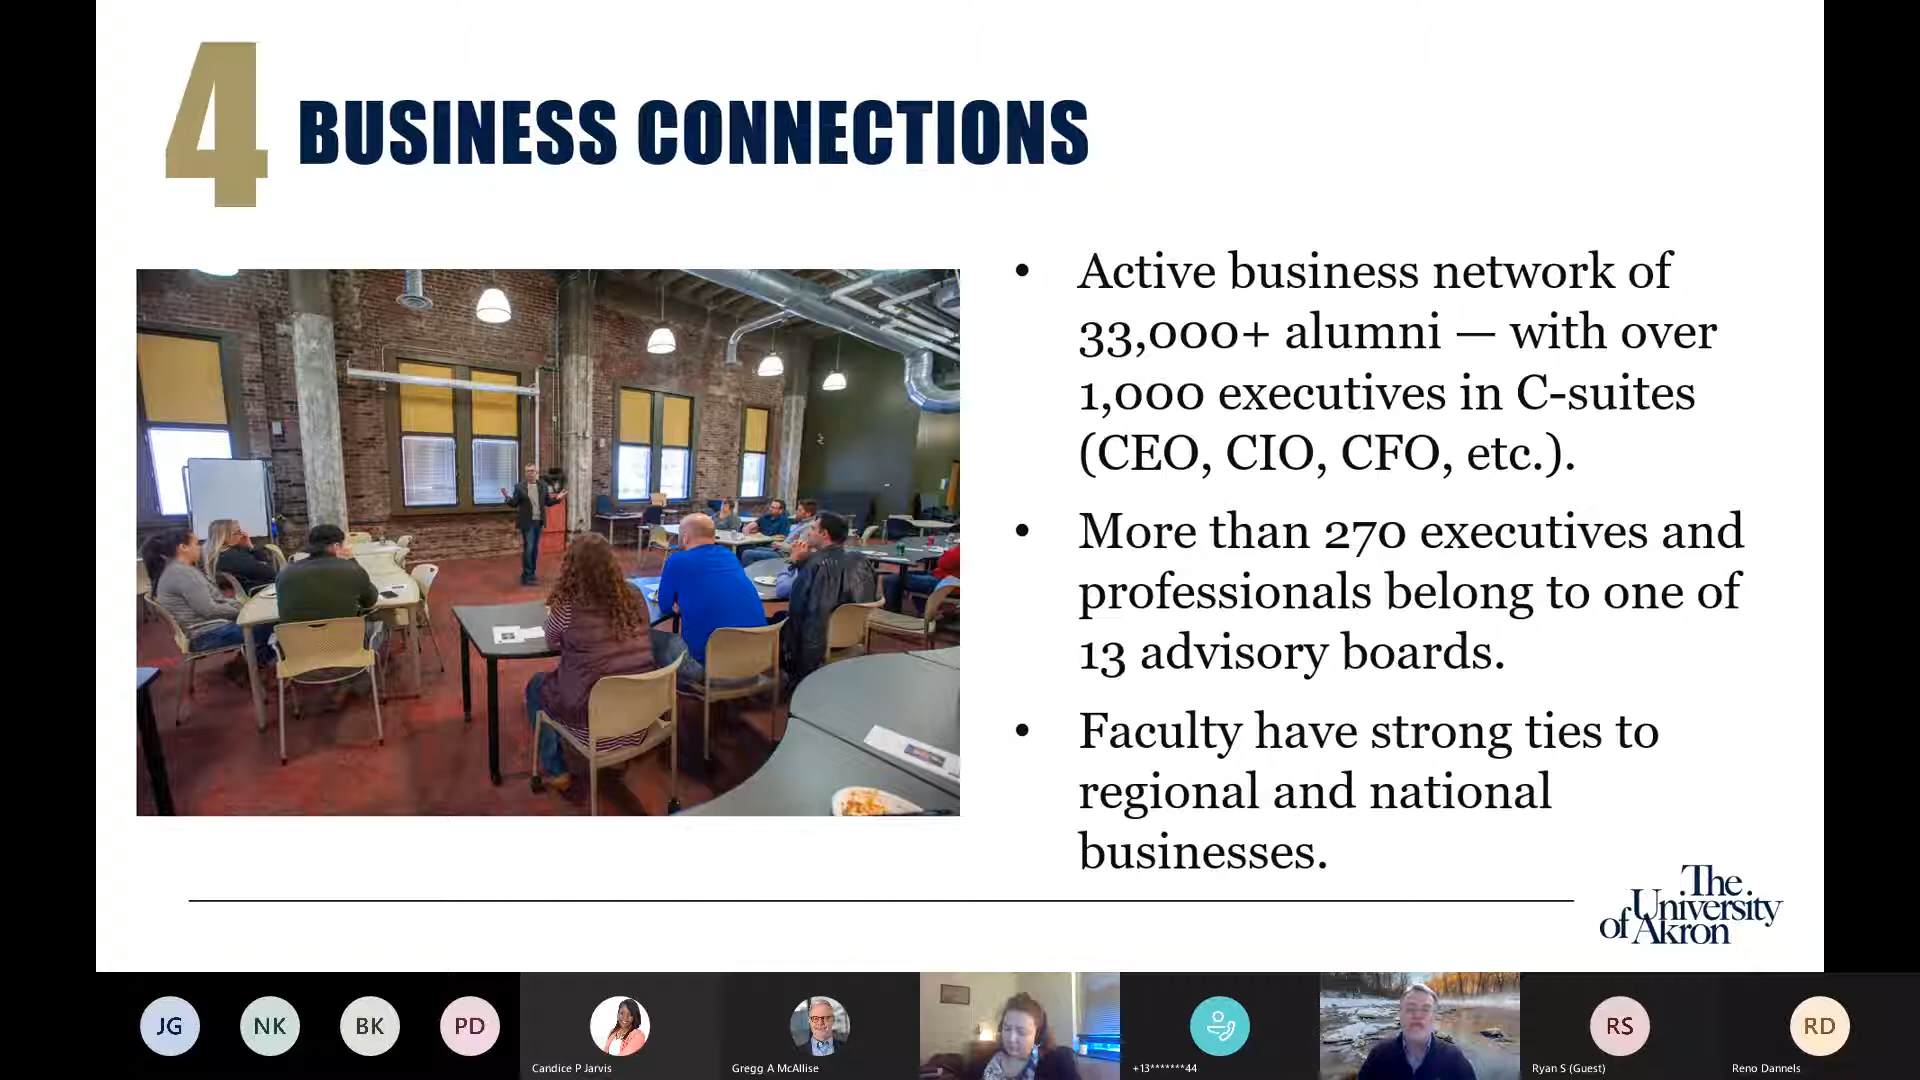 4 BUSINESS CONNECTIONS
• Active business network of
33,000+ alumni — with over
1,000 executives in C-suites
(CEO, CIO, CFO, etc.).
• More than 270 executives and
professionals belong to one of
13 advisory boards.
• Faculty have strong ties to
regional and national
businesses.
The
University
of Akron
JG
NK
BK
PD
Candice P Jarvis
Gregg A McAllise
+13*******44
RS
Ryan S (Guest)
RD
Reno Dannels